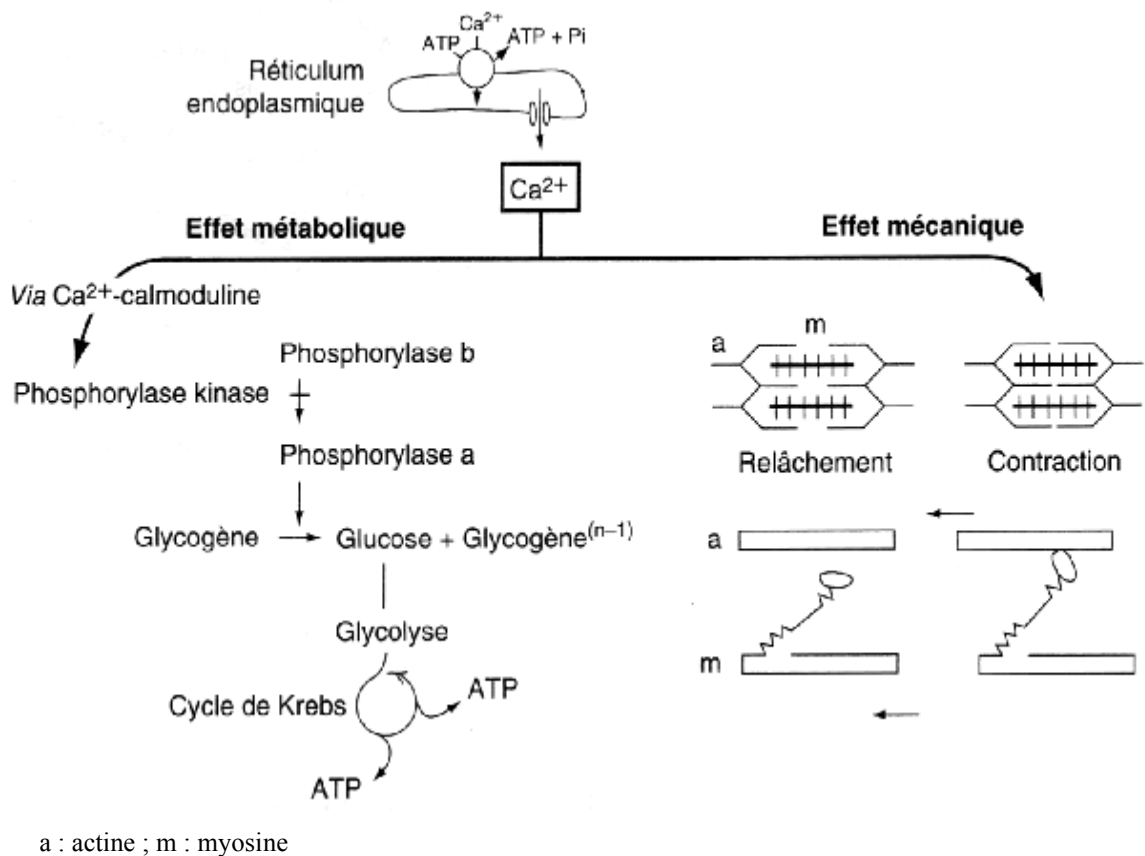 Ca2+
ATP
ATP + Pi
Réticulum
endoplasmique
Ca2+
Effet métabolique
Effet mécanique
Via Ca2+-calmoduline
Phosphorylase b
Phosphorylase kinase
Phosphorylase a
Glycogène
Glucose + Glycogène(n–1)
Glycolyse
Cycle de Krebs
ATP
ATP
a
m
Relâchement
Contraction
a
m
a : actine ; m : myosine